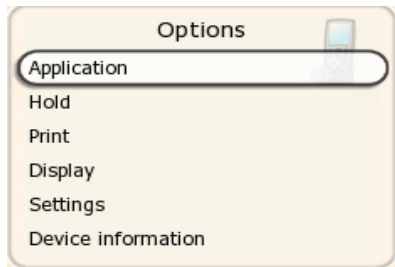 Options
Application
Hold
Print
Display
Settings
Device information